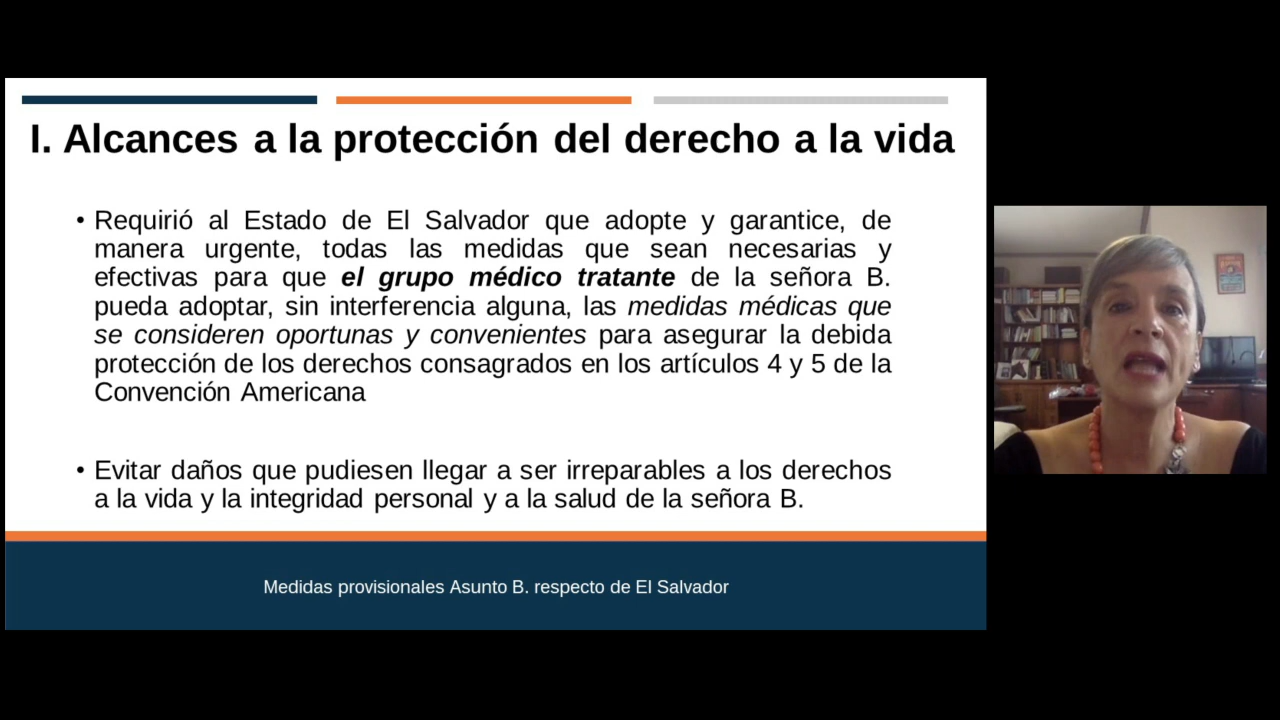 I. Alcances a la protección del derecho a la vida
• Requirió al Estado de El Salvador que adopte y garantice, de
manera urgente, todas las medidas que sean necesarias y
efectivas para que el grupo médico tratante de la señora B.
pueda adoptar, sin interferencia alguna, las medidas médicas que
se consideren oportunas y convenientes para asegurar la debida
protección de los derechos consagrados en los artículos 4 y 5 de la
Convención Americana
• Evitar daños que pudiesen llegar a ser irreparables a los derechos
a la vida y la integridad personal y a la salud de la señora B.
Medidas provisionales Asunto B. respecto de El Salvador